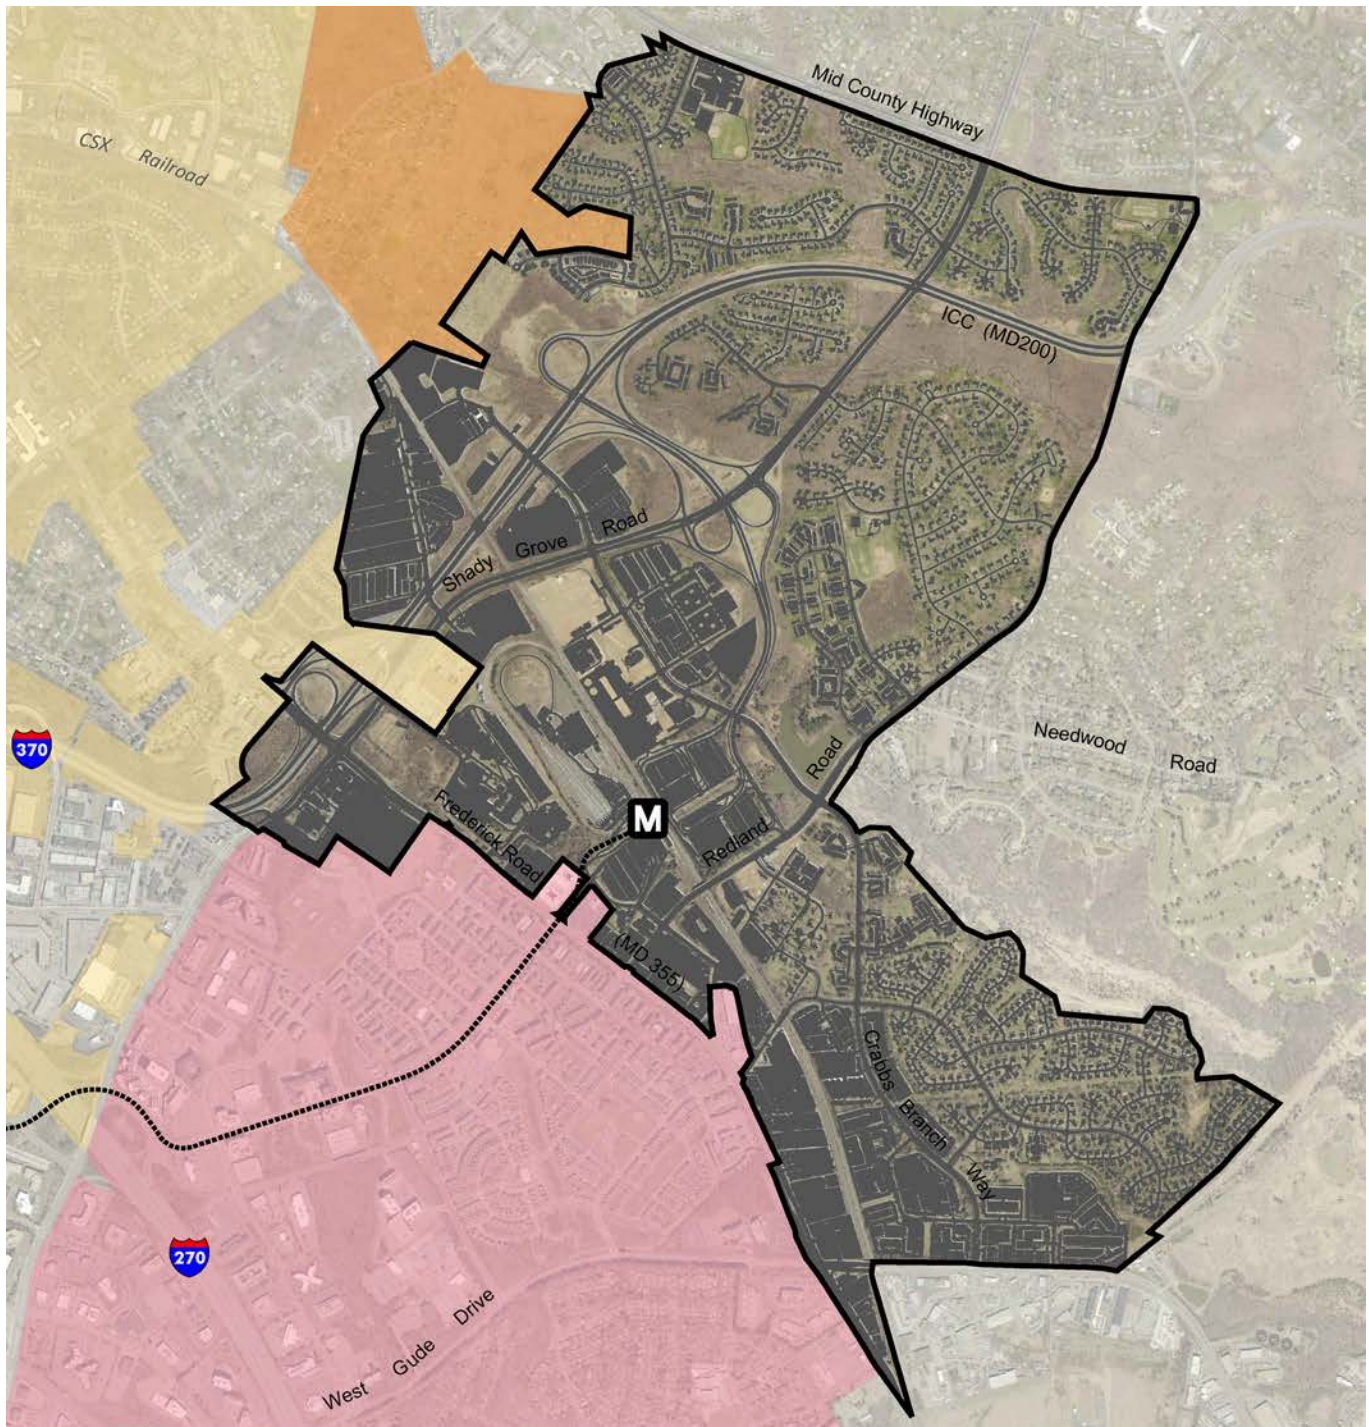 Mid County Highway
CSX Railroad
ICC (MD200)
Shady Grove Road
Needwood Road
370
Frederick Road
M
Redland Road
(MD 355)
Crabbs Branch Way
270
West Gude Drive